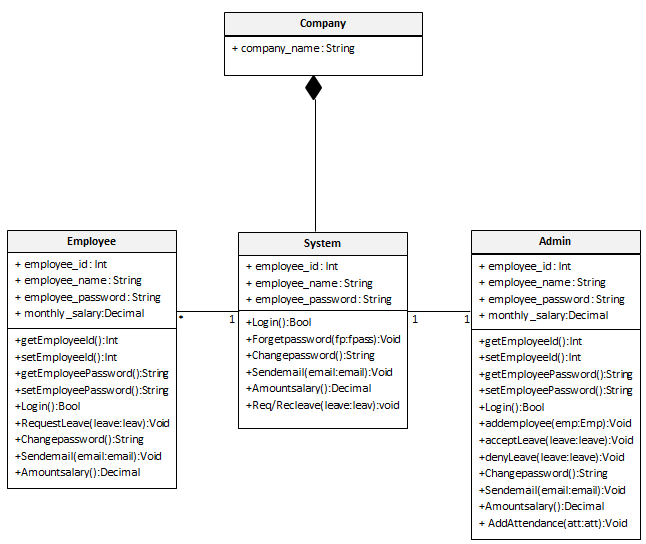 Company
+ company_name: String
Employee
+ employee_id: Int
+ employee_name: String
+ employee_password: String
+ monthly_salary:Decimal
+getEmployeeId():Int
+setEmployeeId():Int
+getEmployeePassword():String
+setEmployeePassword():String
+Login():Bool
+RequestLeave(leave:leav):Void
+Changepassword():String
+Sendemail(email:email):Void
+Amountsalary():Decimal
* 1
System
+ employee_id: Int
+ employee_name: String
+ employee_password: String
+Login():Bool
+Forgetpassword(fp:fpass):Void
+Changepassword():String
+Sendemail(email:email):Void
+Amountsalary():Decimal
+Req/Recleave(leave:leav):void
1 1
Admin
+ employee_id: Int
+ employee_name: String
+ employee_password: String
+ monthly_salary:Decimal
+getEmployeeId():Int
+setEmployeeId():Int
+getEmployeePassword():String
+setEmployeePassword():String
+Login():Bool
+addemployee(emp:Emp):Void
+acceptLeave(leave:leave):Void
+denyLeave(leave:leave):Void
+Changepassword():String
+Sendemail(email:email):Void
+Amountsalary():Decimal
+ AddAttendance(att:att):Void